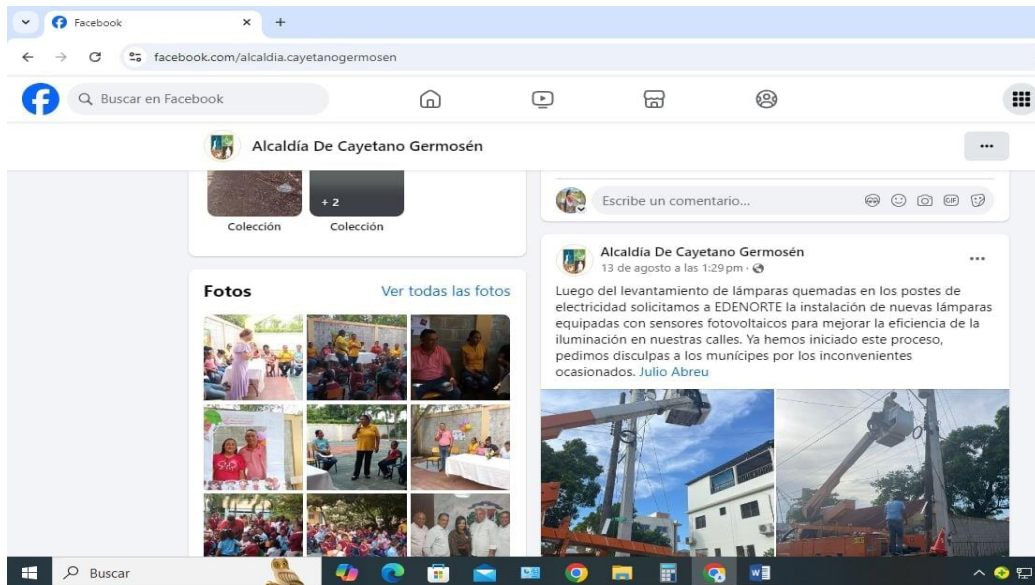 Facebook
facebook.com/alcaldia.cayetanogermosen
Buscar en Facebook
Alcaldía De Cayetano Germosén
+ 2
Colección
Colección
Fotos
Ver todas las fotos
Escribe un comentario...
GIF
Alcaldía De Cayetano Germosén
13 de agosto a las 1:29 pm ·
Luego del levantamiento de lámparas quemadas en los postes de
electricidad solicitamos a EDENORTE la instalación de nuevas lámparas
equipadas con sensores fotovoltaicos para mejorar la eficiencia de la
iluminación en nuestras calles. Ya hemos iniciado este proceso,
pedimos disculpas a los munícipes por los inconvenientes
ocasionados. Julio Abreu
Buscar